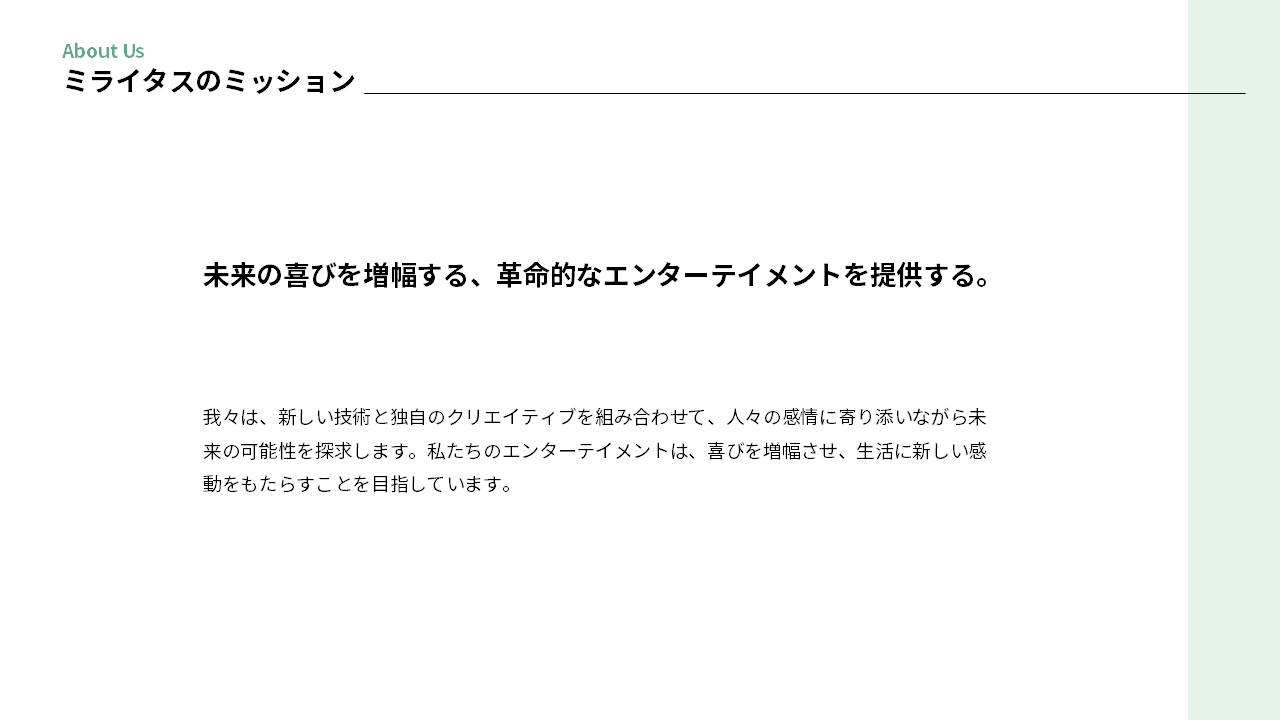 About Us
ミライタスのミッション
未来の喜びを増幅する、革命的なエンターテイメントを提供する。
我々は、新しい技術と独自のクリエイティブを組み合わせて、人々の感情に寄り添いながら未
来の可能性を探求します。私たちのエンターテイメントは、喜びを増幅させ、生活に新しい感
動をもたらすことを目指しています。